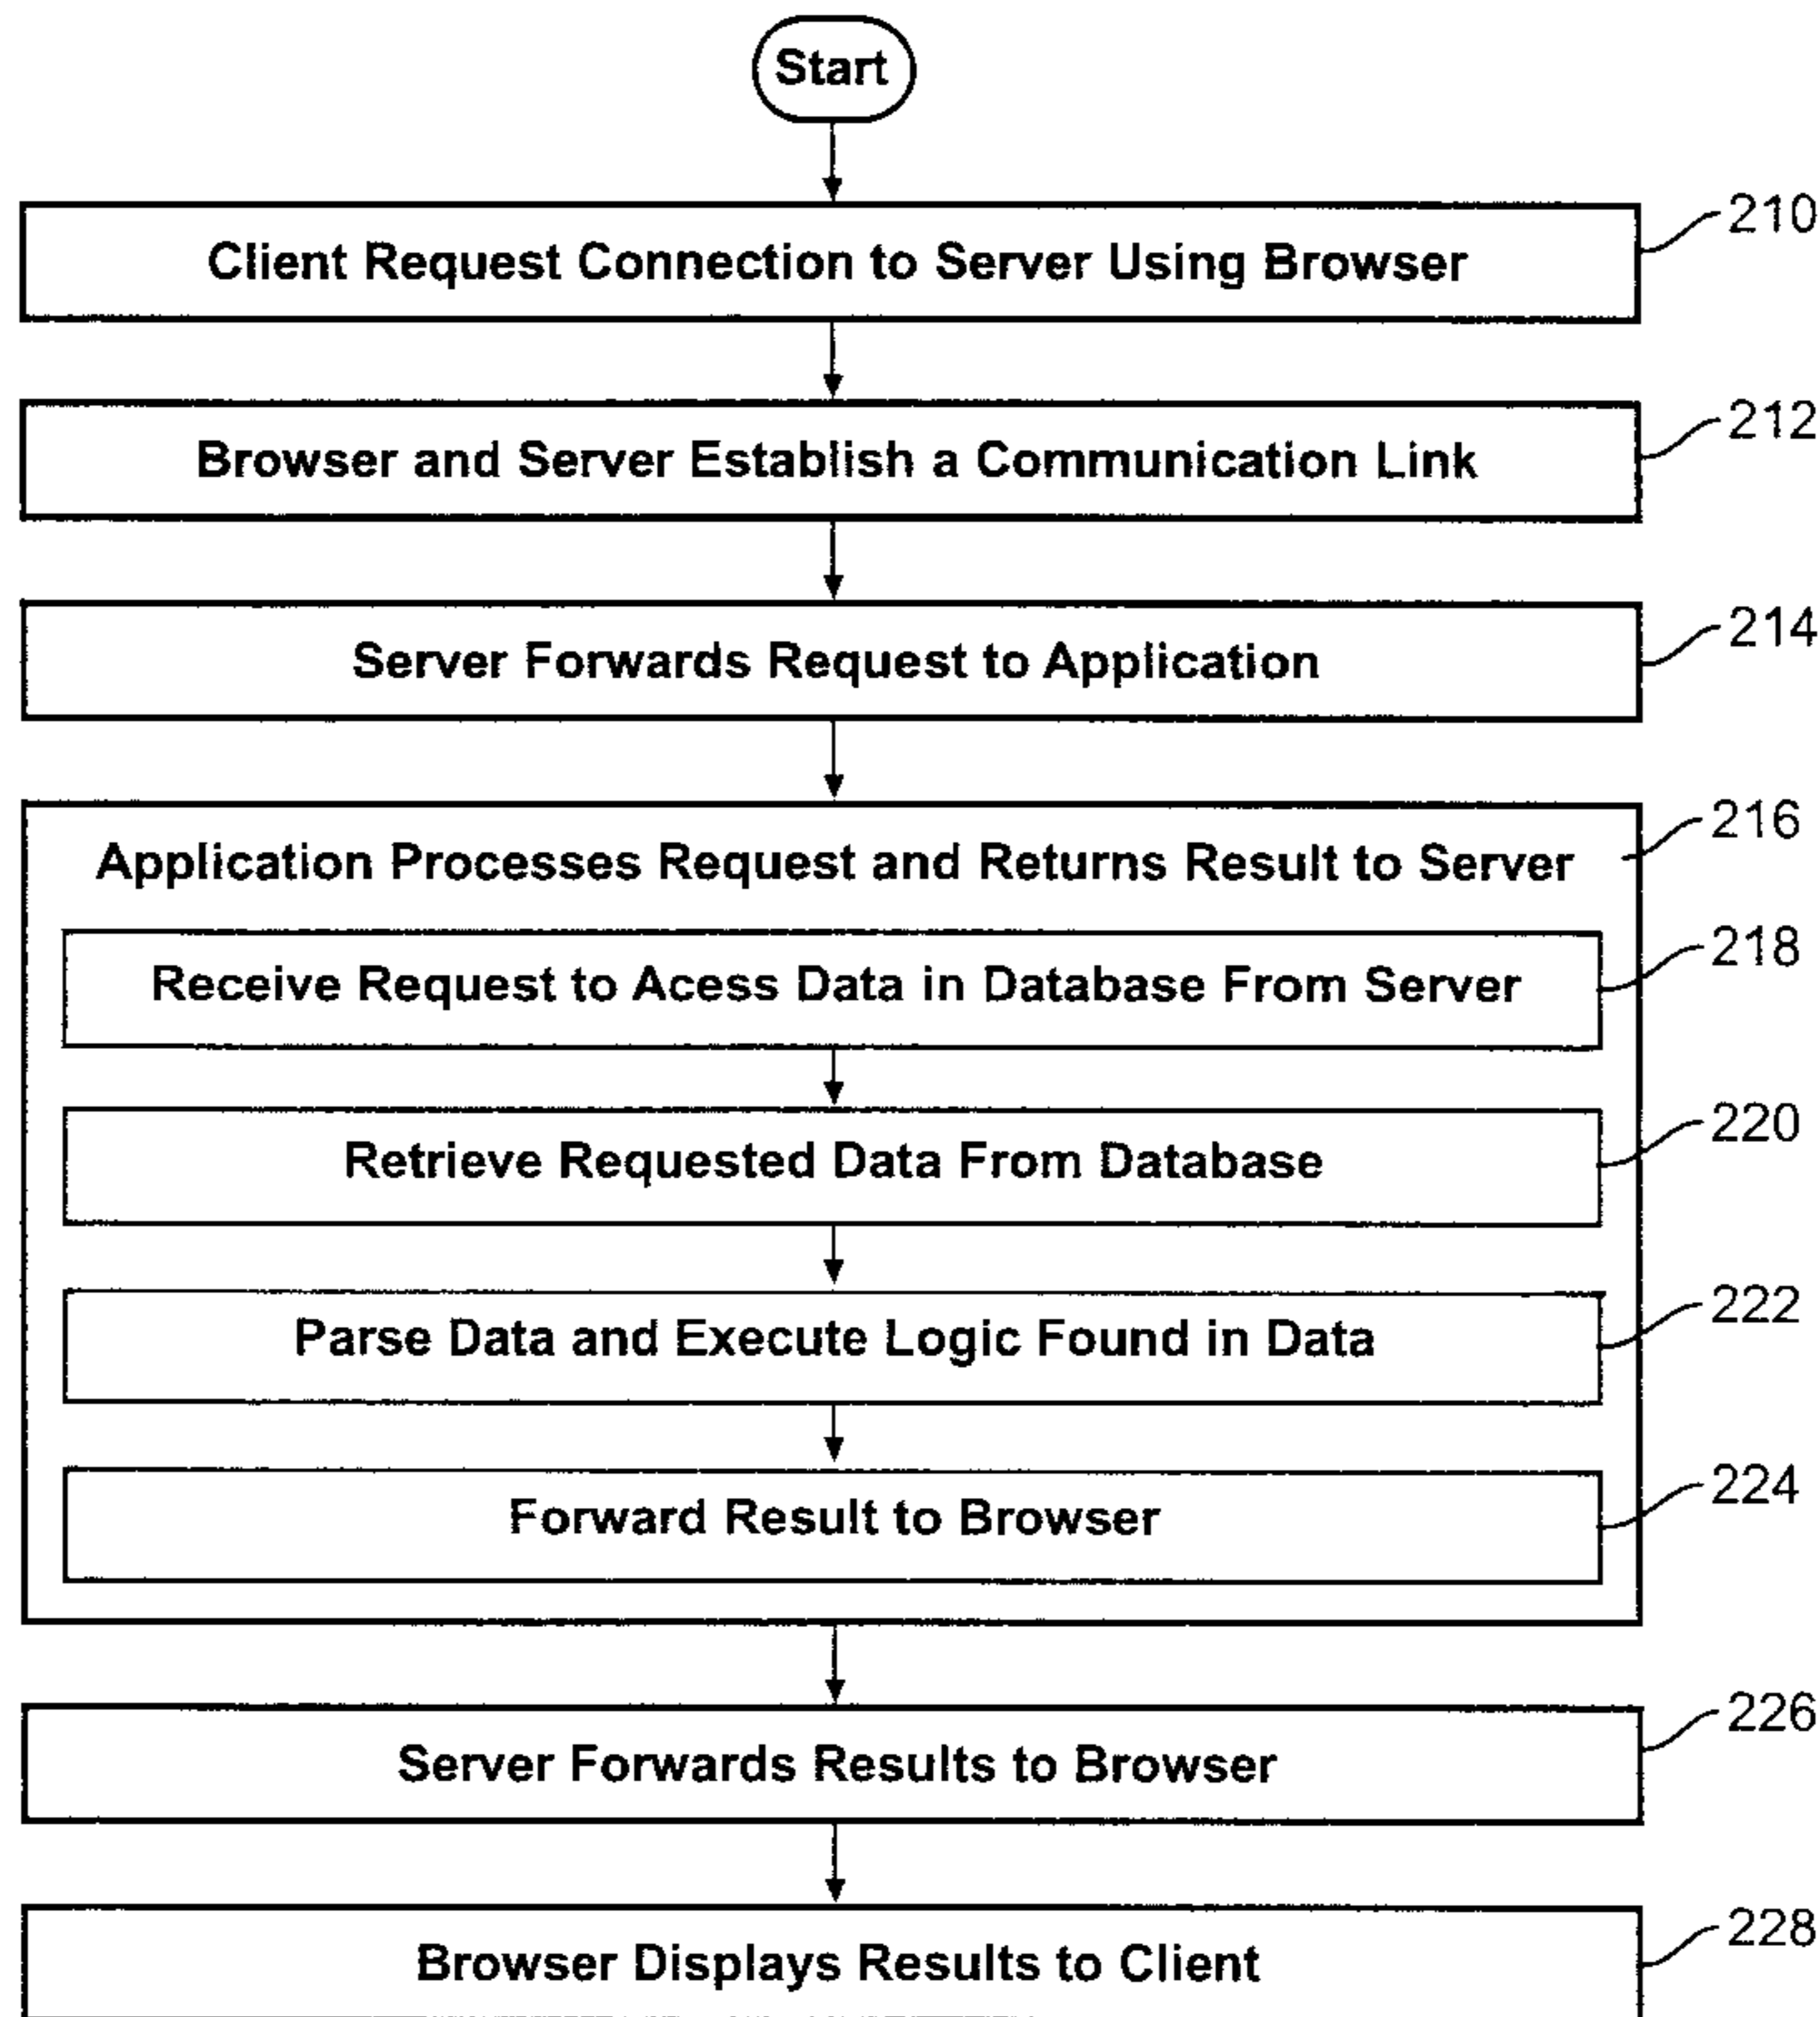 Start
Client Request Connection to Server Using Browser
210
Browser and Server Establish a Communication Link
212
Server Forwards Request to Application
214
Application Processes Request and Returns Result to Server
216
Receive Request to Acess Data in Database From Server
218
Retrieve Requested Data From Database
220
Parse Data and Execute Logic Found in Data
222
Forward Result to Browser
224
Server Forwards Results to Browser
226
Browser Displays Results to Client
228